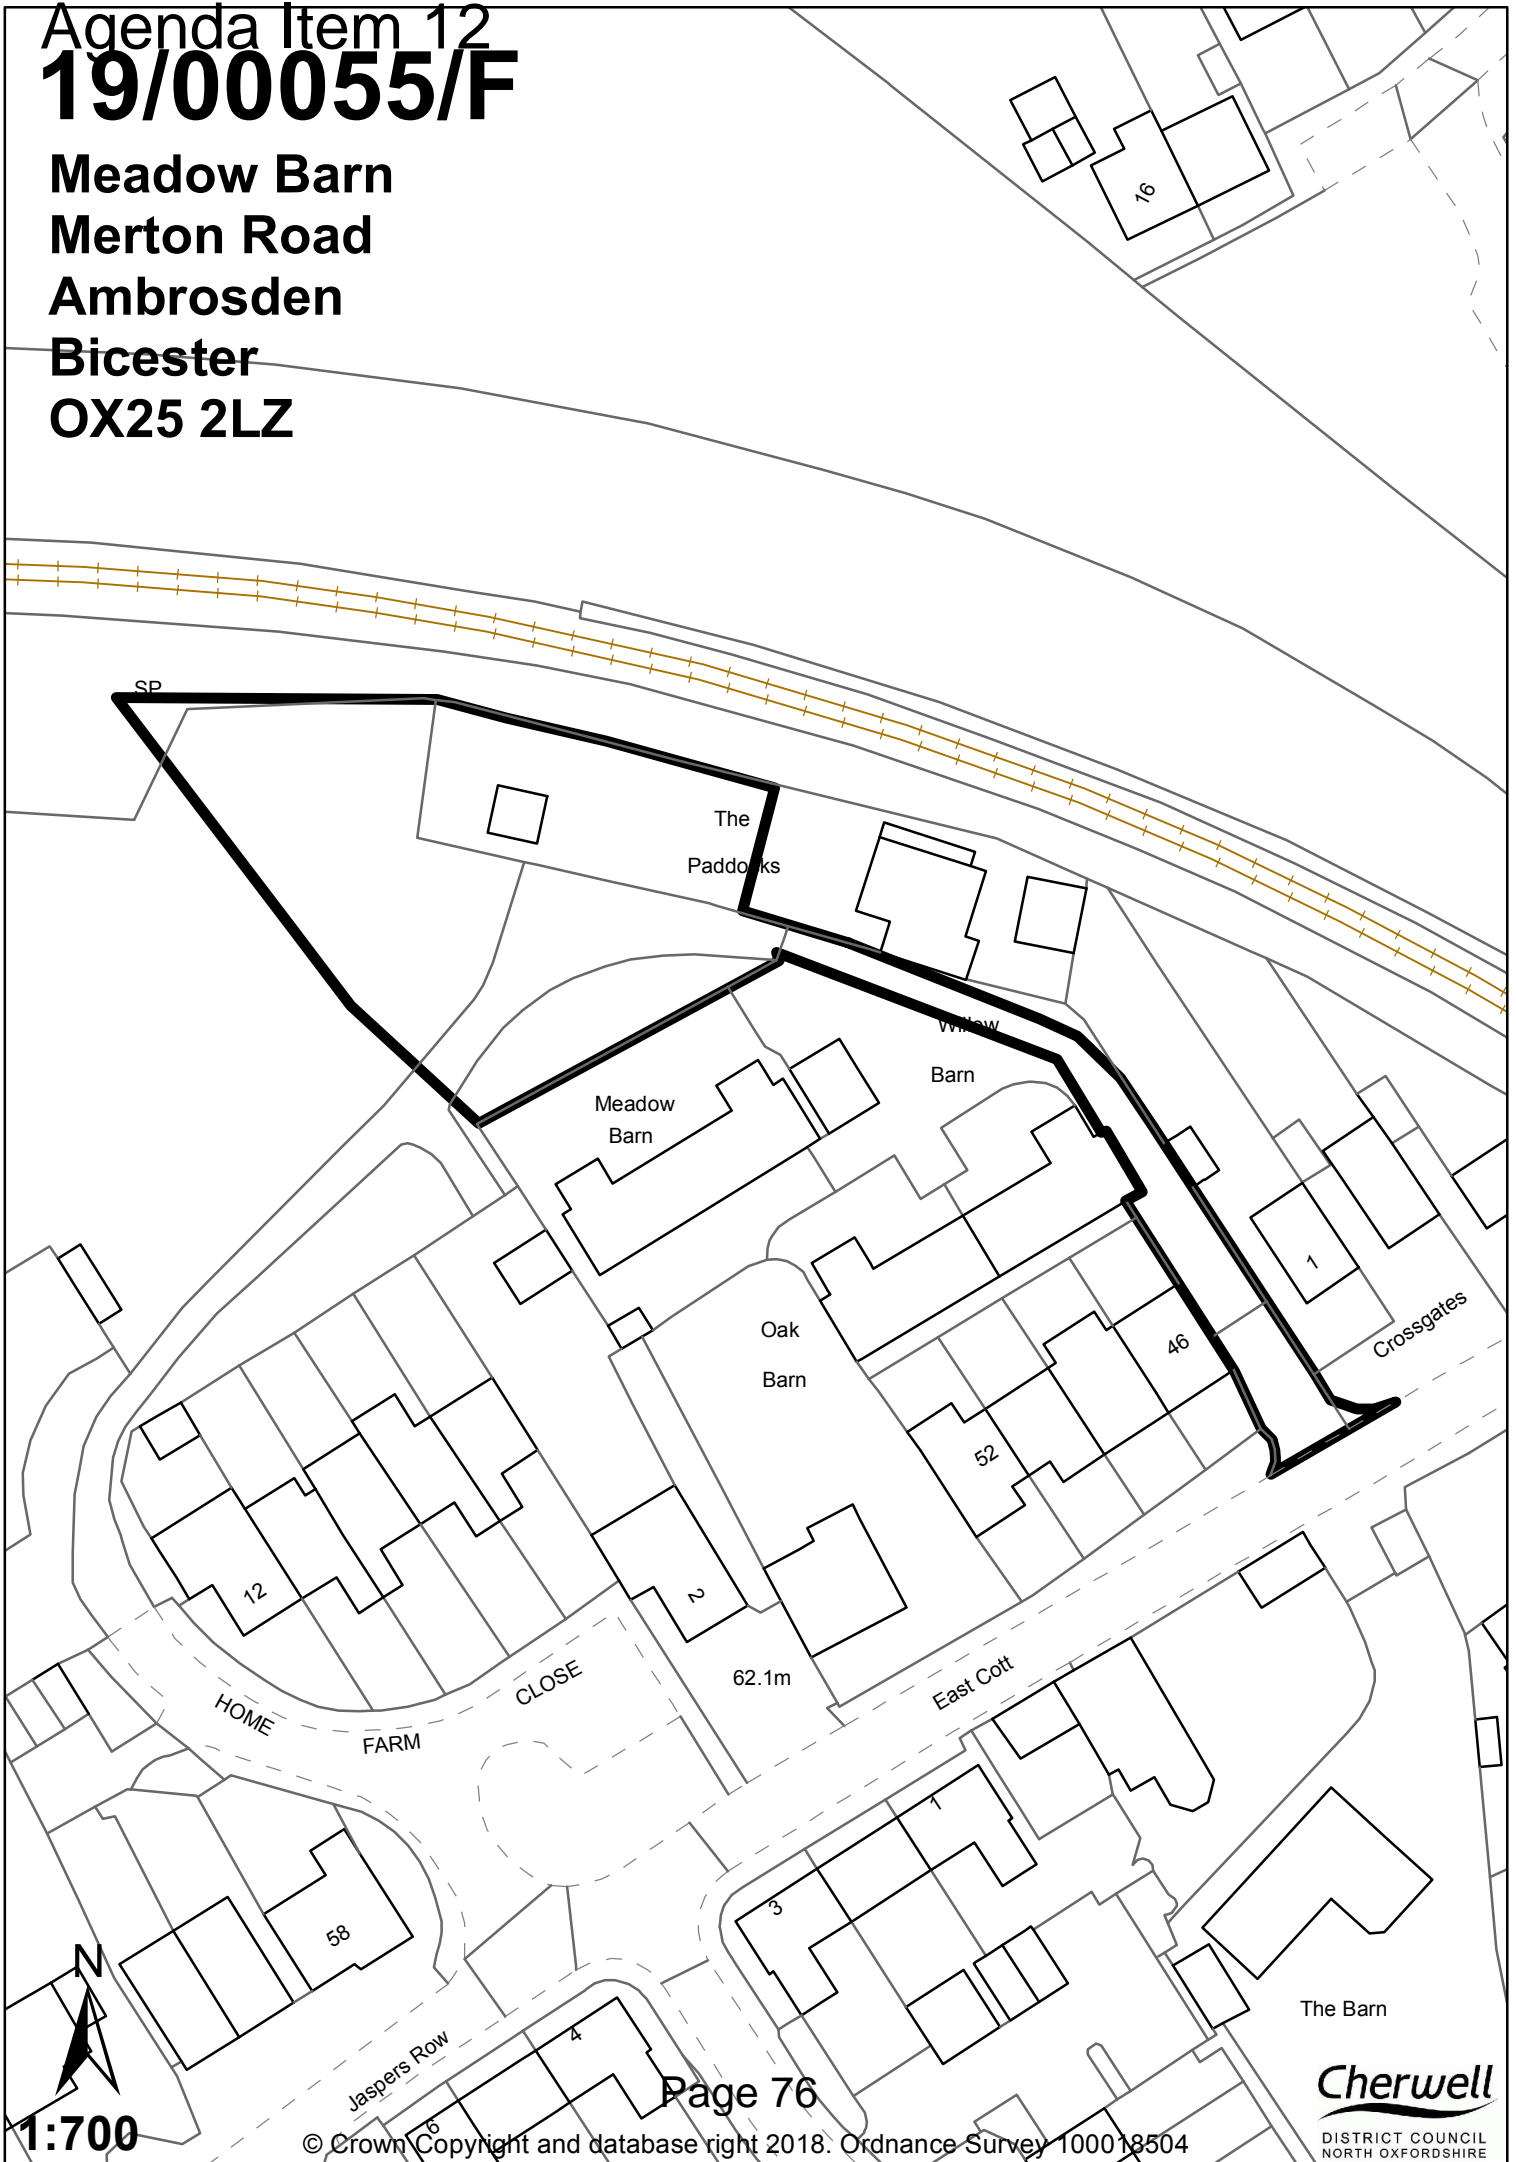 Agenda Item 12
19/00055/F
Meadow Barn
Merton Road
Ambrosden
Bicester
OX25 2LZ
16
SP
The
Paddocks
Willow
Barn
Meadow
Barn
1
Crossgates
Oak
Barn
46
52
12
2
62.1m
East Cott
HOME
FARM
CLOSE
1
3
58
N
The Barn
4
Jaspers Row
6
Page 76
1:700
© Crown Copyright and database right 2018. Ordnance Survey 100018504
Cherwell
DISTRICT COUNCIL
NORTH OXFORDSHIRE